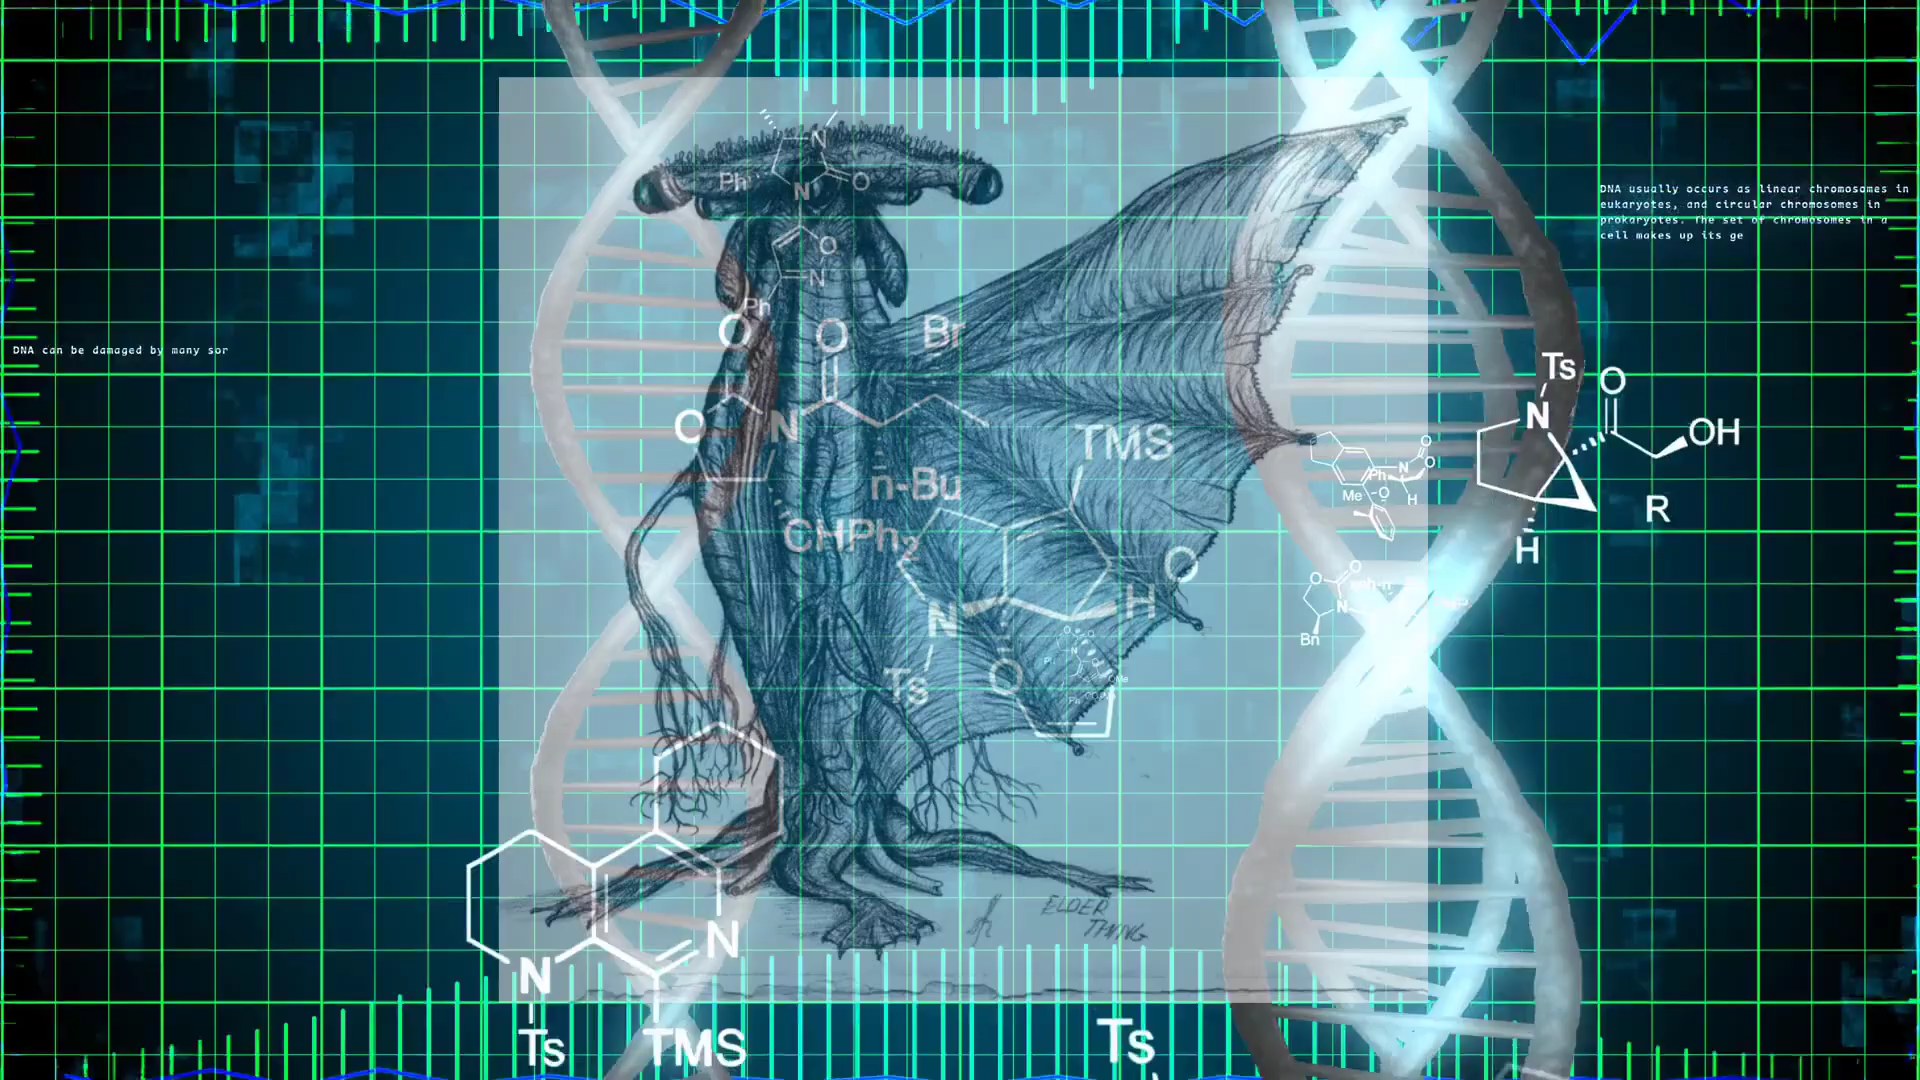 DNA usually occurs as linear chromosomes in
eukaryotes, and circular chromosomes in
prokaryotes. The set of chromosomes in a
cell makes up its ge
DNA can be damaged by many sor
N
Ph
N
O
O
N
Ph
O
O
Br
O
N
n-Bu
CHPh2
TMS
O
H
N
Ts
O
Ts
N
O
OH
R
H
O
N
O
Ph
Me
O
H
O
O
N
Bn
N
N
Ts
TMS
Ts
ELDER
THING